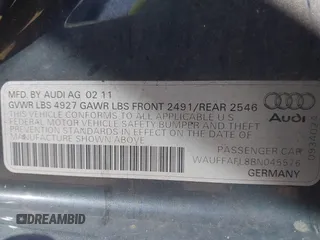 MFD. BY AUDI AG 02 11
GVWR LBS 4927 GAWR LBS FRONT 2491/REAR 2546
THIS VEHICLE CONFORMS TO ALL APPLICABLE U.S.
FEDERAL MOTOR VEHICLE SAFETY BUMPER AND THEFT
PREVENTION STANDARDS IN EFFECT ON THE DATE OF
MANUFACTURE SHOWN ABOVE.
Audi
PASSENGER CAR
WAUFFAFL8BN045576
GERMANY
DREAMBID